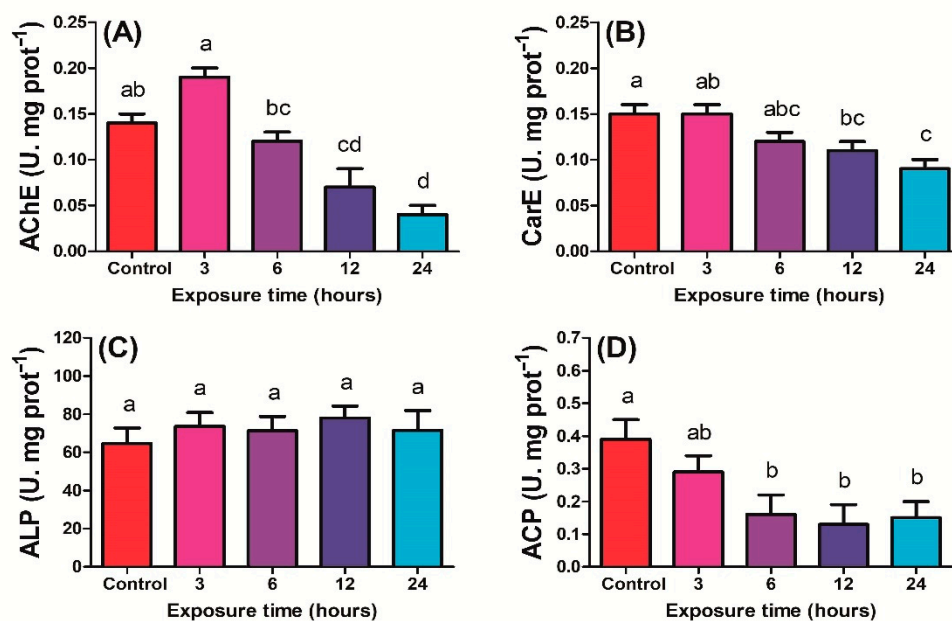 (A)
AChE (U. mg prot⁻¹)
0.25
0.20
0.15
0.10
0.05
0.00
ab
a
bc
cd
d
Control 3 6 12 24
Exposure time (hours)
(B)
CarE (U. mg prot⁻¹)
0.25
0.20
0.15
0.10
0.05
0.00
a
ab
abc
bc
c
Control 3 6 12 24
Exposure time (hours)
(C)
ALP (U. mg prot⁻¹)
120
100
80
60
40
20
0
a
a
a
a
a
Control 3 6 12 24
Exposure time (hours)
(D)
ACP (U. mg prot⁻¹)
0.7
0.6
0.5
0.4
0.3
0.2
0.1
0.0
a
ab
b
b
b
Control 3 6 12 24
Exposure time (hours)